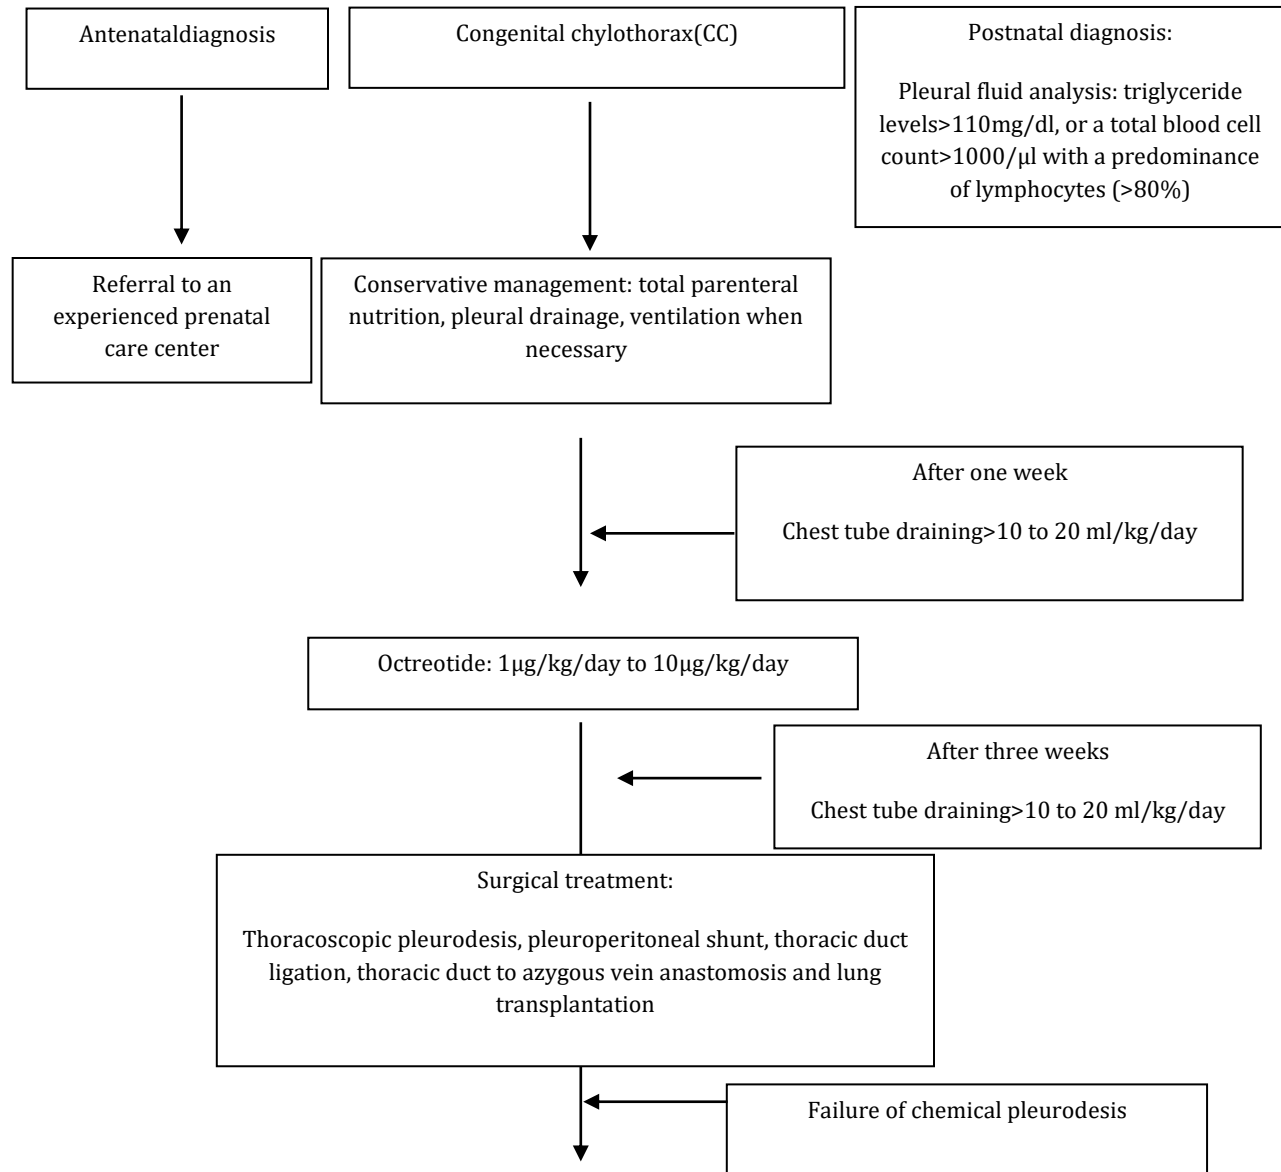 Antenataldiagnosis
Congenital chylothorax(CC)
Postnatal diagnosis:
Pleural fluid analysis: triglyceride
levels>110mg/dl, or a total blood cell
count>1000/μl with a predominance
of lymphocytes (>80%)
Referral to an
experienced prenatal
care center
Conservative management: total parenteral
nutrition, pleural drainage, ventilation when
necessary
After one week
Chest tube draining>10 to 20 ml/kg/day
Octreotide: 1μg/kg/day to 10μg/kg/day
After three weeks
Chest tube draining>10 to 20 ml/kg/day
Surgical treatment:
Thoracoscopic pleurodesis, pleuroperitoneal shunt, thoracic duct
ligation, thoracic duct to azygous vein anastomosis and lung
transplantation
Failure of chemical pleurodesis